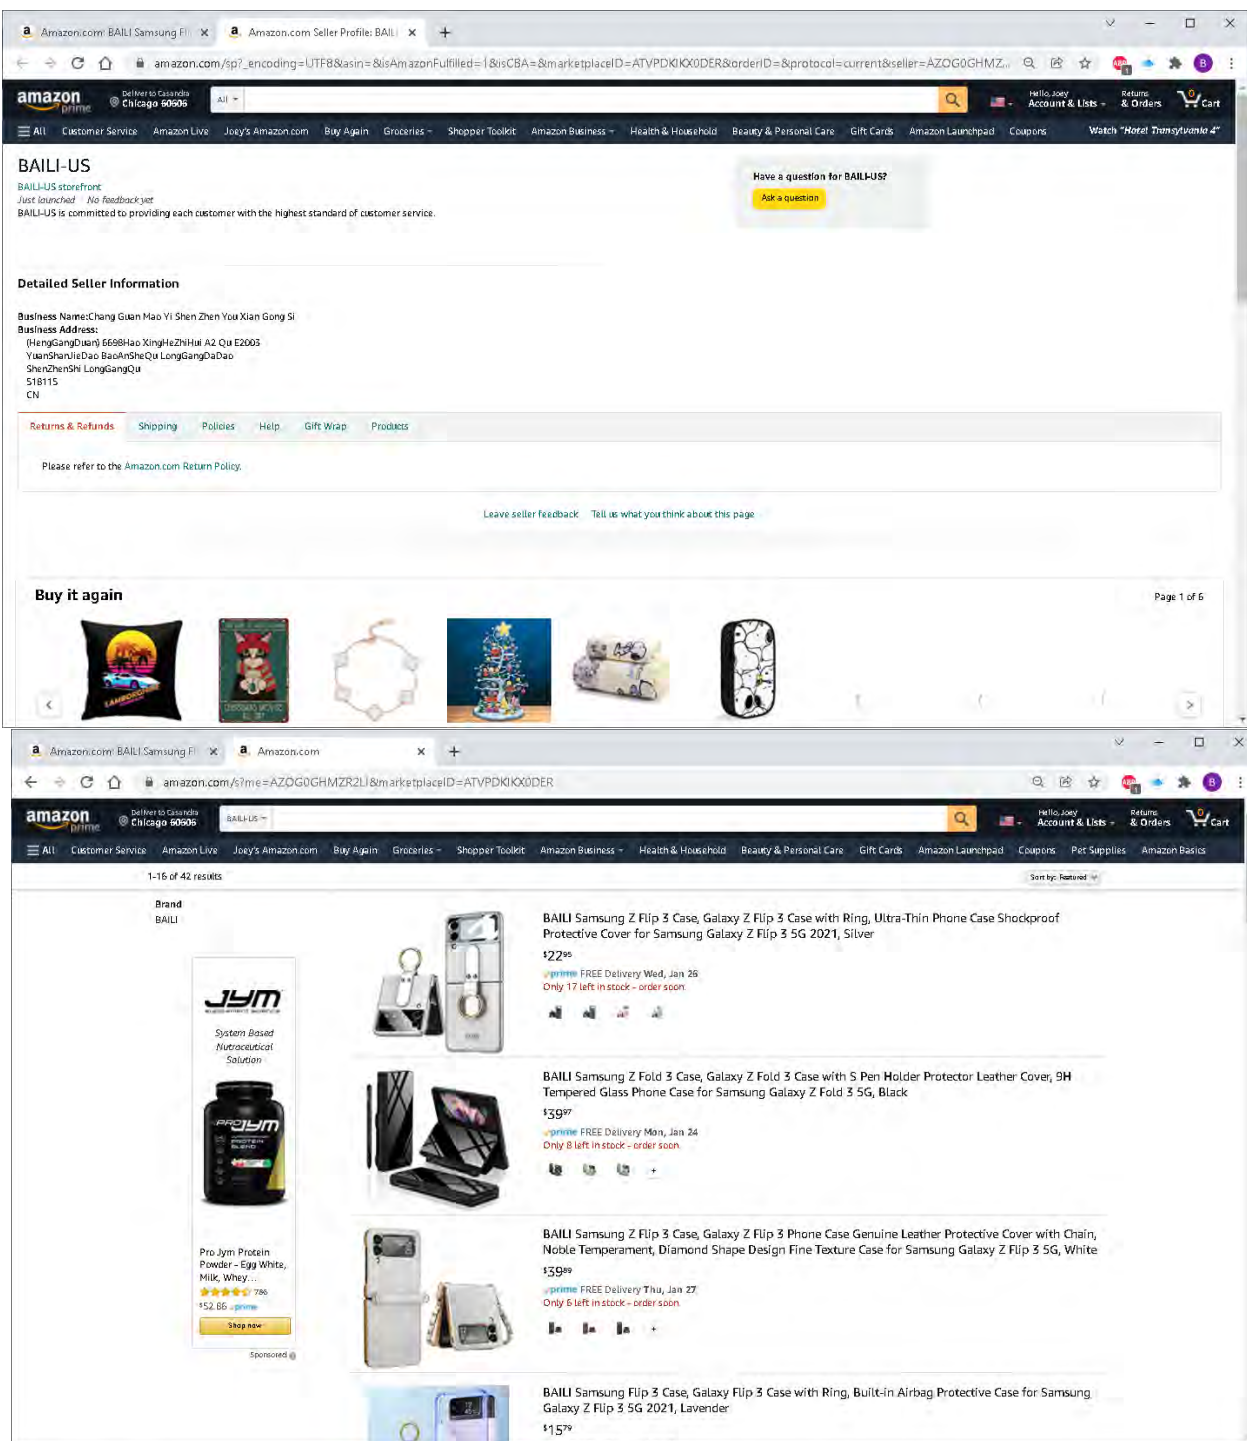 Amazon.com: BAILI Samsung Fl
Amazon.com Seller Profile: BAILI
amazon.com/sp?_encoding=UTF8&asin=&isAmazonFulfilled=1&isCBA=&marketplaceID=ATVPDKIKX0DER&orderID=&protocol=current&seller=AZOG0GHMZ...
amazon prime
Deliver to Casandra
Chicago 60606
All
Hello, Joey
Account & Lists
Returns
& Orders
0
Cart
All Customer Service Amazon Live Joey's Amazon.com Buy Again Groceries Shopper Toolkit Amazon Business Health & Household Beauty & Personal Care Gift Cards Amazon Launchpad Coupons Watch "Hotel Transylvania 4"
BAILI-US
BAILI-US storefront
Just launched No feedback yet
BAILI-US is committed to providing each customer with the highest standard of customer service.
Have a question for BAILI-US?
Ask a question
Detailed Seller Information
Business Name:Chang Guan Mao Yi Shen Zhen You Xian Gong Si
Business Address:
(HengGangDuan) 6698Hao XingHeZhiHui A2 Qu E2003
YuanShanJieDao BaoAnSheQu LongGangDaDao
ShenZhenShi LongGangQu
518115
CN
Returns & Refunds Shipping Policies Help Gift Wrap Products
Please refer to the Amazon.com Return Policy.
Leave seller feedback Tell us what you think about this page
Buy it again
Page 1 of 6
LAMBORGHINI
Amazon.com: BAILI Samsung Fl
Amazon.com
amazon.com/s?me=AZOG0GHMZR2LI&marketplaceID=ATVPDKIKX0DER
amazon prime
Deliver to Casandra
Chicago 60606
BAILI-US
Hello, Joey
Account & Lists
Returns
& Orders
0
Cart
All Customer Service Amazon Live Joey's Amazon.com Buy Again Groceries Shopper Toolkit Amazon Business Health & Household Beauty & Personal Care Gift Cards Amazon Launchpad Coupons Pet Supplies Amazon Basics
1-16 of 42 results
Sort by: Featured
Brand
BAILI
JYM
System Based
Nutraceutical
Solution
PROJYM
Pro Jym Protein
Powder - Egg White,
Milk, Whey...
786
$52.66 prime
Shop now
Sponsored
BAILI Samsung Z Flip 3 Case, Galaxy Z Flip 3 Case with Ring, Ultra-Thin Phone Case Shockproof
Protective Cover for Samsung Galaxy Z Flip 3 5G 2021, Silver
$22.95
prime FREE Delivery Wed, Jan 26
Only 17 left in stock - order soon.
BAILI Samsung Z Fold 3 Case, Galaxy Z Fold 3 Case with S Pen Holder Protector Leather Cover, 9H
Tempered Glass Phone Case for Samsung Galaxy Z Fold 3 5G, Black
$39.97
prime FREE Delivery Mon, Jan 24
Only 8 left in stock - order soon.
+
BAILI Samsung Z Flip 3 Case, Galaxy Z Flip 3 Phone Case Genuine Leather Protective Cover with Chain,
Noble Temperament, Diamond Shape Design Fine Texture Case for Samsung Galaxy Z Flip 3 5G, White
$39.89
prime FREE Delivery Thu, Jan 27
Only 6 left in stock - order soon.
+
BAILI Samsung Flip 3 Case, Galaxy Flip 3 Case with Ring, Built-in Airbag Protective Case for Samsung
Galaxy Z Flip 3 5G 2021, Lavender
$15.79